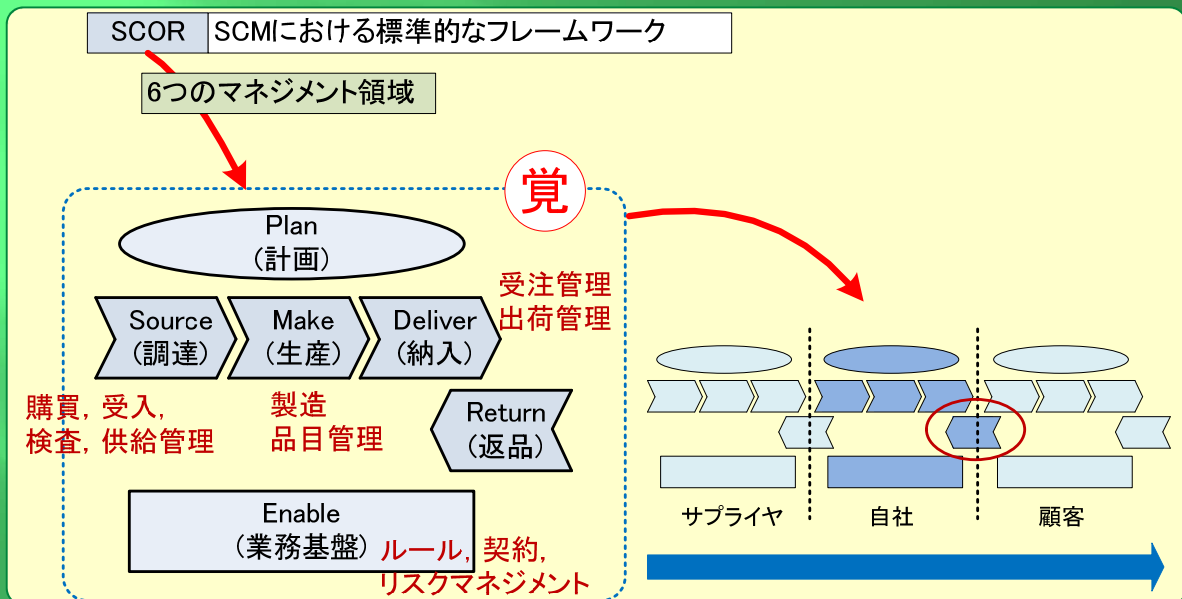 SCOR SCMにおける標準的なフレームワーク
6つのマネジメント領域
覚
Plan
(計画)
Source
(調達)
Make
(生産)
Deliver
(納入)
受注管理
出荷管理
購買, 受入,
検査, 供給管理
製造
品目管理
Return
(返品)
Enable
(業務基盤)
ルール, 契約,
リスクマネジメント
サプライヤ
自社
顧客